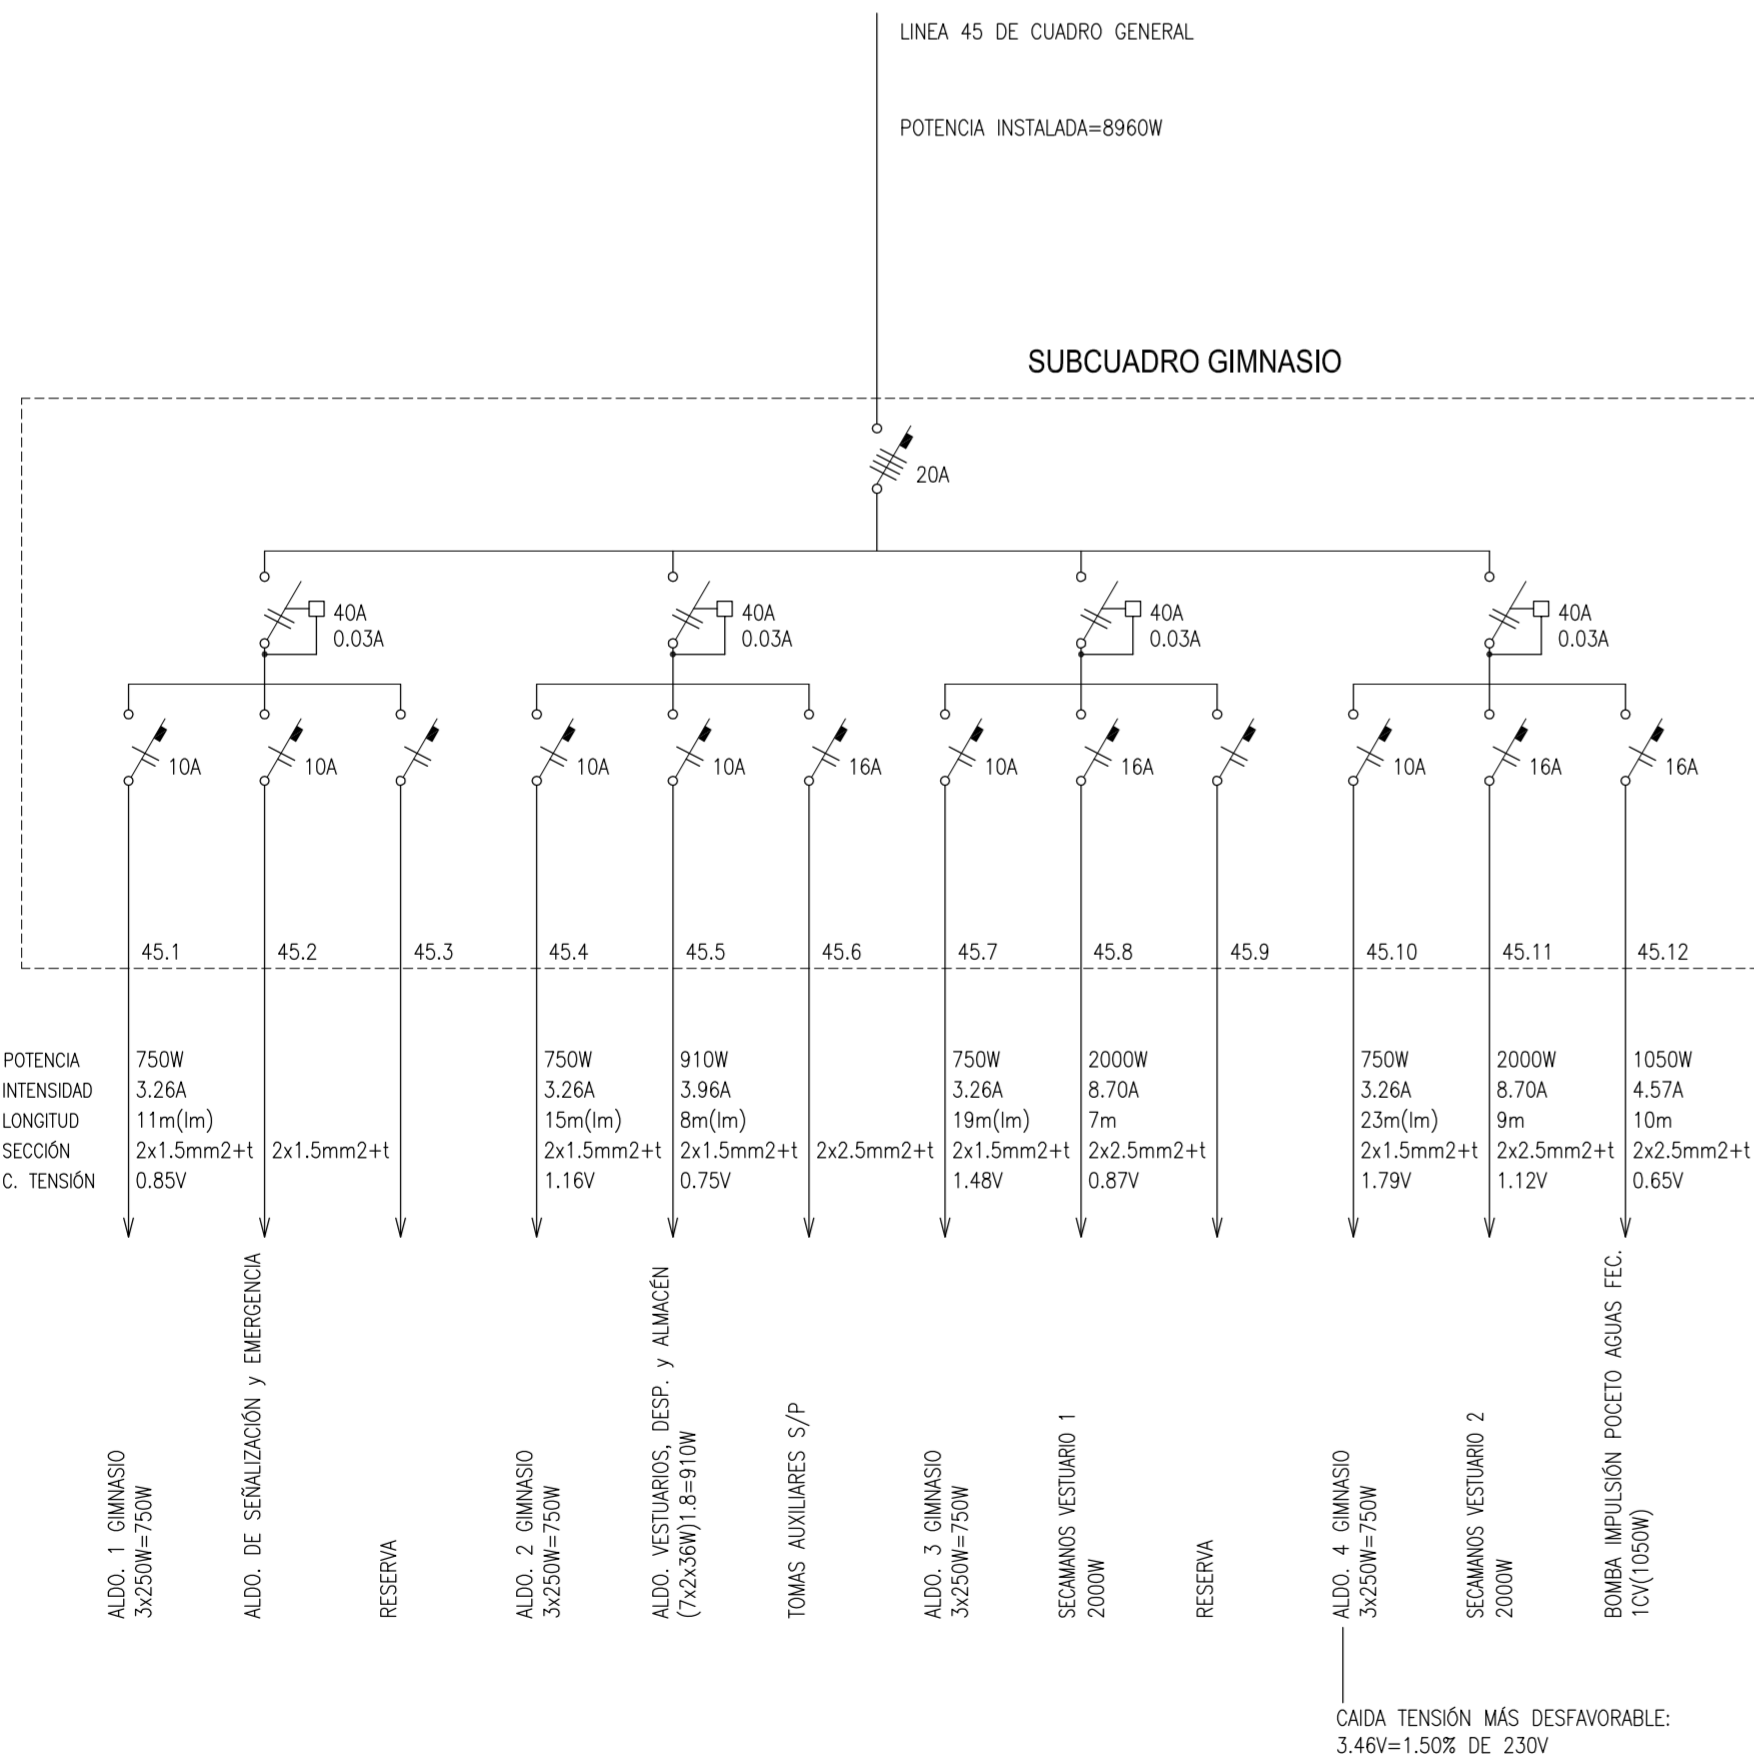 LINEA 45 DE CUADRO GENERAL
POTENCIA INSTALADA=8960W
SUBCUADRO GIMNASIO
20A
40A
0.03A
40A
0.03A
40A
0.03A
40A
0.03A
10A
10A
10A
10A
16A
10A
16A
10A
16A
16A
45.1
45.2
45.3
45.4
45.5
45.6
45.7
45.8
45.9
45.10
45.11
45.12
POTENCIA 750W 750W 910W 750W 2000W 750W 2000W 1050W
INTENSIDAD 3.26A 3.26A 3.96A 3.26A 8.70A 3.26A 8.70A 4.57A
LONGITUD 11m(lm) 15m(lm) 8m(lm) 19m(lm) 7m 23m(lm) 9m 10m
SECCIÓN 2x1.5mm2+t 2x1.5mm2+t 2x1.5mm2+t 2x1.5mm2+t 2x2.5mm2+t 2x1.5mm2+t 2x2.5mm2+t 2x1.5mm2+t 2x2.5mm2+t 2x2.5mm2+t
C. TENSIÓN 0.85V 1.16V 0.75V 1.48V 0.87V 1.79V 1.12V 0.65V
ALDO. 1 GIMNASIO
3x250W=750W
ALDO. DE SEÑALIZACIÓN y EMERGENCIA
RESERVA
ALDO. 2 GIMNASIO
3x250W=750W
ALDO. VESTUARIOS, DESP. y ALMACÉN
(7x2x36W)1.8=910W
TOMAS AUXILIARES S/P
ALDO. 3 GIMNASIO
3x250W=750W
SECAMANOS VESTUARIO 1
2000W
RESERVA
ALDO. 4 GIMNASIO
3x250W=750W
SECAMANOS VESTUARIO 2
2000W
BOMBA IMPULSIÓN POCETO AGUAS FEC.
1CV(1050W)
CAIDA TENSIÓN MÁS DESFAVORABLE:
3.46V=1.50% DE 230V